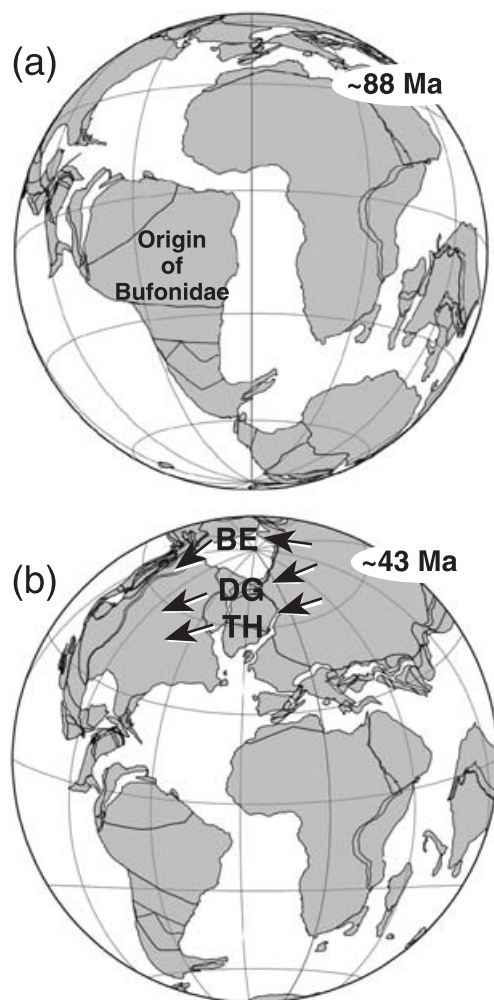 (a)
~88 Ma
Origin
of
Bufonidae
(b)
~43 Ma
BE
DG
TH